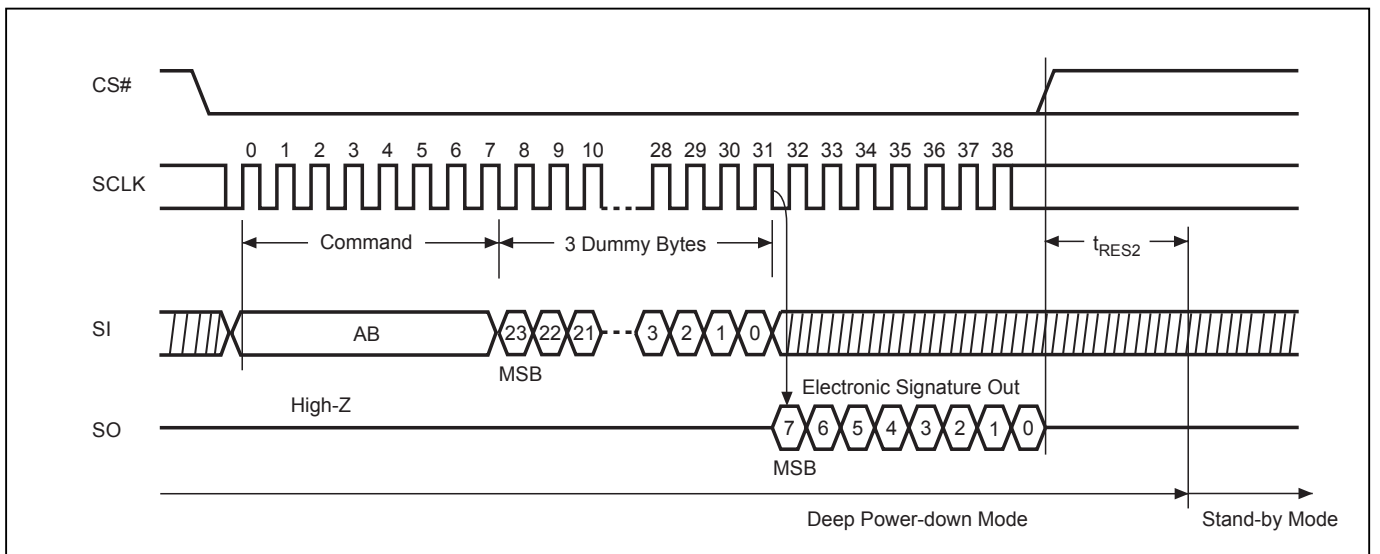 CS#
0 1 2 3 4 5 6 7 8 9 10 28 29 30 31 32 33 34 35 36 37 38
SCLK
Command 3 Dummy Bytes tRES2
SI AB 23 22 21 3 2 1 0
MSB
High-Z Electronic Signature Out
SO 7 6 5 4 3 2 1 0
MSB
Deep Power-down Mode Stand-by Mode